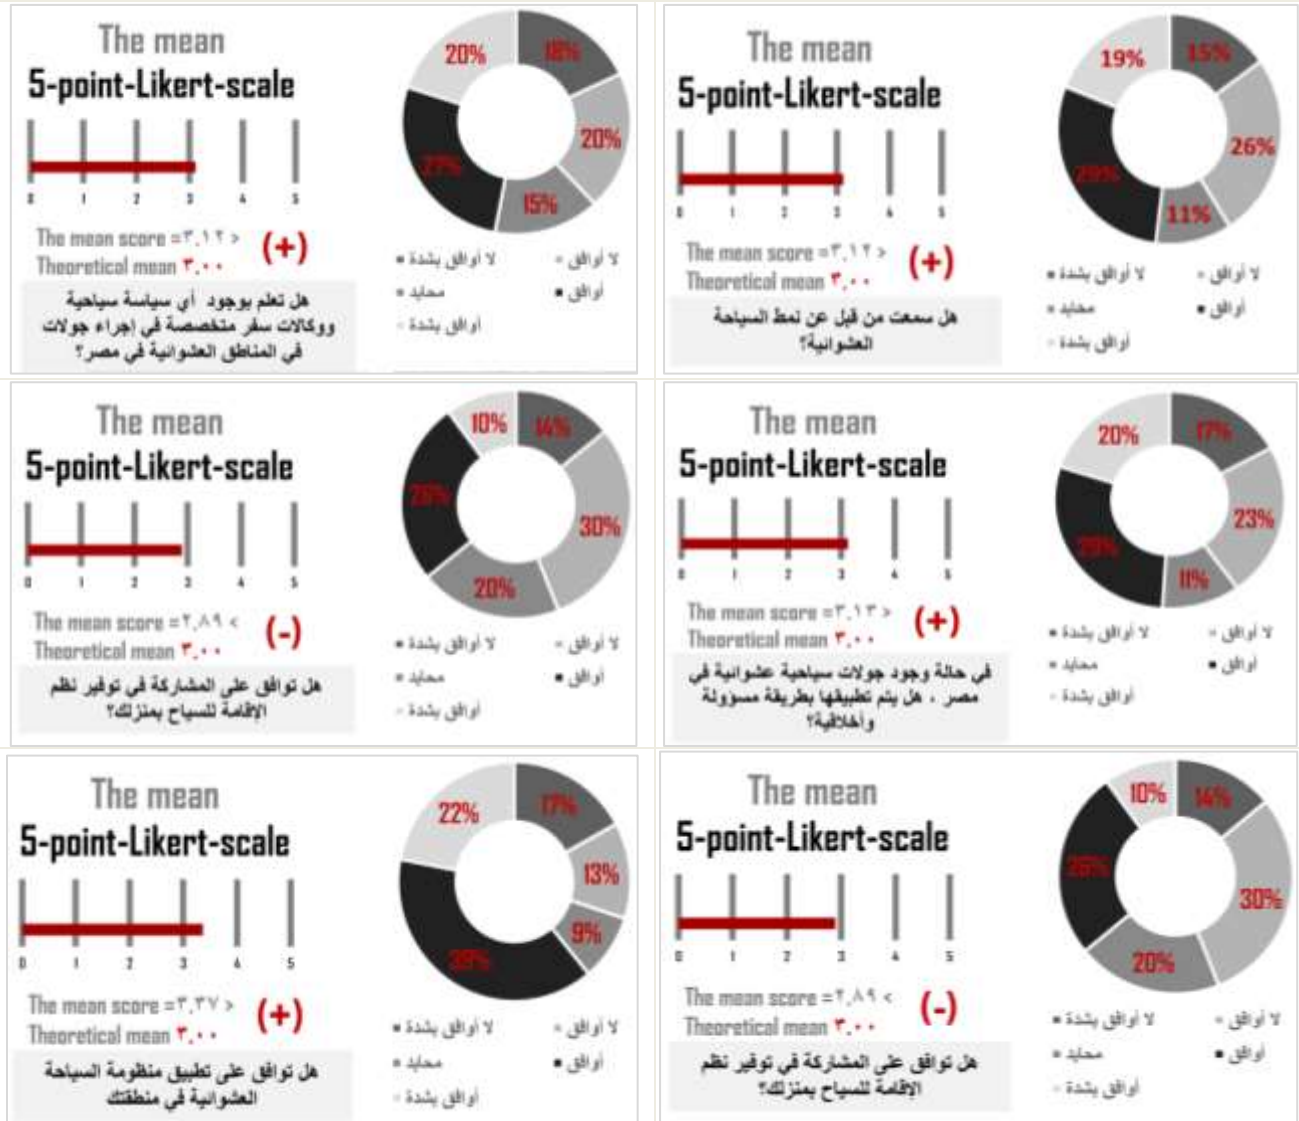 The mean
5-point-Likert-scale
0 1 2 3 4 5
The mean score =٣.١٢ >
Theoretical mean ٣.٠٠
(+)
هل تعلم بوجود أي سياسة سياحية
ووكالات سفر متخصصة في إجراء جولات
في المناطق العشوائية في مصر؟
18%
20%
15%
27%
20%
لا أوافق بشدة
لا أوافق
محايد
أوافق
أوافق بشدة
The mean
5-point-Likert-scale
0 1 2 3 4 5
The mean score =٣.١٢ >
Theoretical mean ٣.٠٠
(+)
هل سمعت من قبل عن نمط السياحة
العشوائية؟
15%
26%
11%
29%
19%
لا أوافق بشدة
لا أوافق
محايد
أوافق
أوافق بشدة
The mean
5-point-Likert-scale
0 1 2 3 4 5
The mean score =٢.٨٩ <
Theoretical mean ٣.٠٠
(-)
هل توافق على المشاركة في توفير نظم
الإقامة للسياح بمنزلك؟
14%
30%
20%
10%
لا أوافق بشدة
لا أوافق
محايد
أوافق
أوافق بشدة
The mean
5-point-Likert-scale
0 1 2 3 4 5
The mean score =٣.١٣ >
Theoretical mean ٣.٠٠
(+)
في حالة وجود جولات سياحية عشوائية في
مصر ، هل يتم تطبيقها بطريقة مسؤولة
وأخلاقية؟
17%
23%
11%
29%
20%
لا أوافق بشدة
لا أوافق
محايد
أوافق
أوافق بشدة
The mean
5-point-Likert-scale
0 1 2 3 4 5
The mean score =٣.٣٧ >
Theoretical mean ٣.٠٠
(+)
هل توافق على تطبيق منظومة السياحة
العشوائية في منطقتك
17%
13%
9%
39%
22%
لا أوافق بشدة
لا أوافق
محايد
أوافق
أوافق بشدة
The mean
5-point-Likert-scale
0 1 2 3 4 5
The mean score =٢.٨٩ <
Theoretical mean ٣.٠٠
(-)
هل توافق على المشاركة في توفير نظم
الإقامة للسياح بمنزلك؟
14%
30%
20%
26%
10%
لا أوافق بشدة
لا أوافق
محايد
أوافق
أوافق بشدة